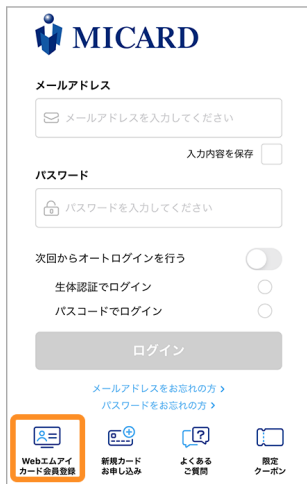 MICARD
メールアドレス
メールアドレスを入力してください
入力内容を保存
パスワード
パスワードを入力してください
次回からオートログインを行う
生体認証でログイン
パスコードでログイン
ログイン
メールアドレスをお忘れの方 >
パスワードをお忘れの方 >
Webエムアイ
カード会員登録
新規カード
お申し込み
よくある
ご質問
限定
クーポン